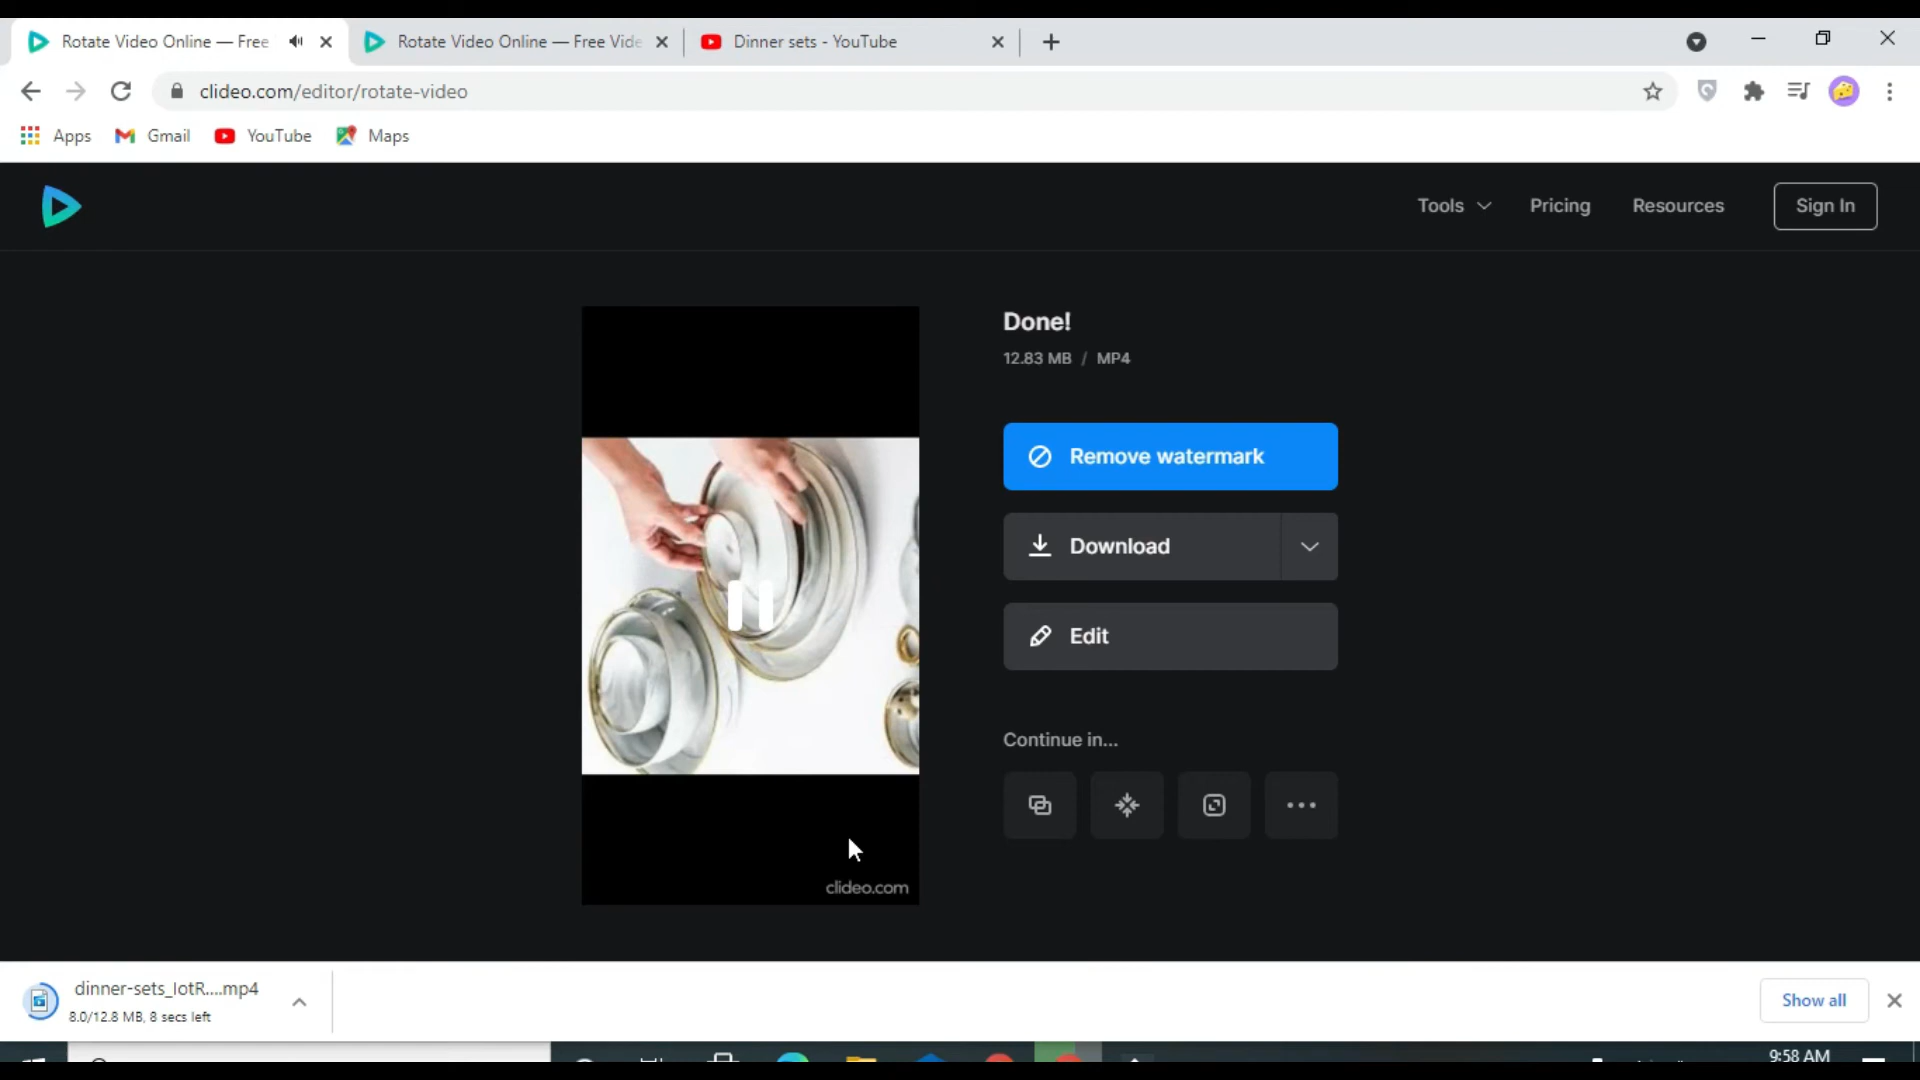 Rotate Video Online — Free
Rotate Video Online — Free Vide
Dinner sets - YouTube
clideo.com/editor/rotate-video
Apps
Gmail
YouTube
Maps
Tools
Pricing
Resources
Sign In
Done!
12.83 MB / MP4
Remove watermark
Download
Edit
Continue in...
clideo.com
dinner-sets_IotR....mp4
8.0/12.8 MB, 8 secs left
Show all
9:58 AM